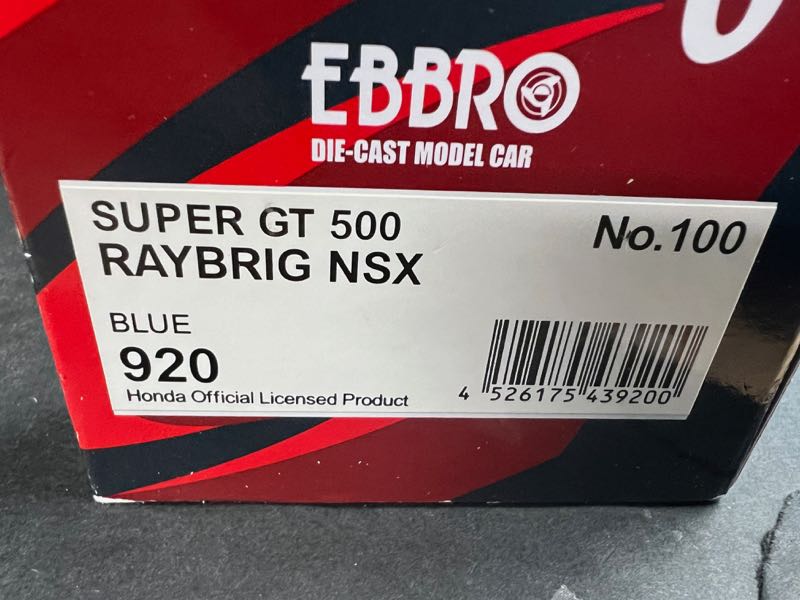 EBBRO
DIE-CAST MODEL CAR
SUPER GT 500
No.100
RAYBRIG NSX
BLUE
920
Honda Official Licensed Product
4 526175 439200